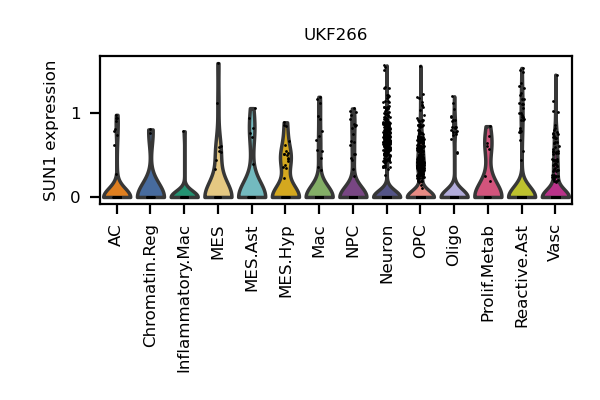 UKF266
SUN1 expression
1
0
AC
Chromatin.Reg
Inflammatory.Mac
MES
MES.Ast
MES.Hyp
Mac
NPC
Neuron
OPC
Oligo
Prolif.Metab
Reactive.Ast
Vasc